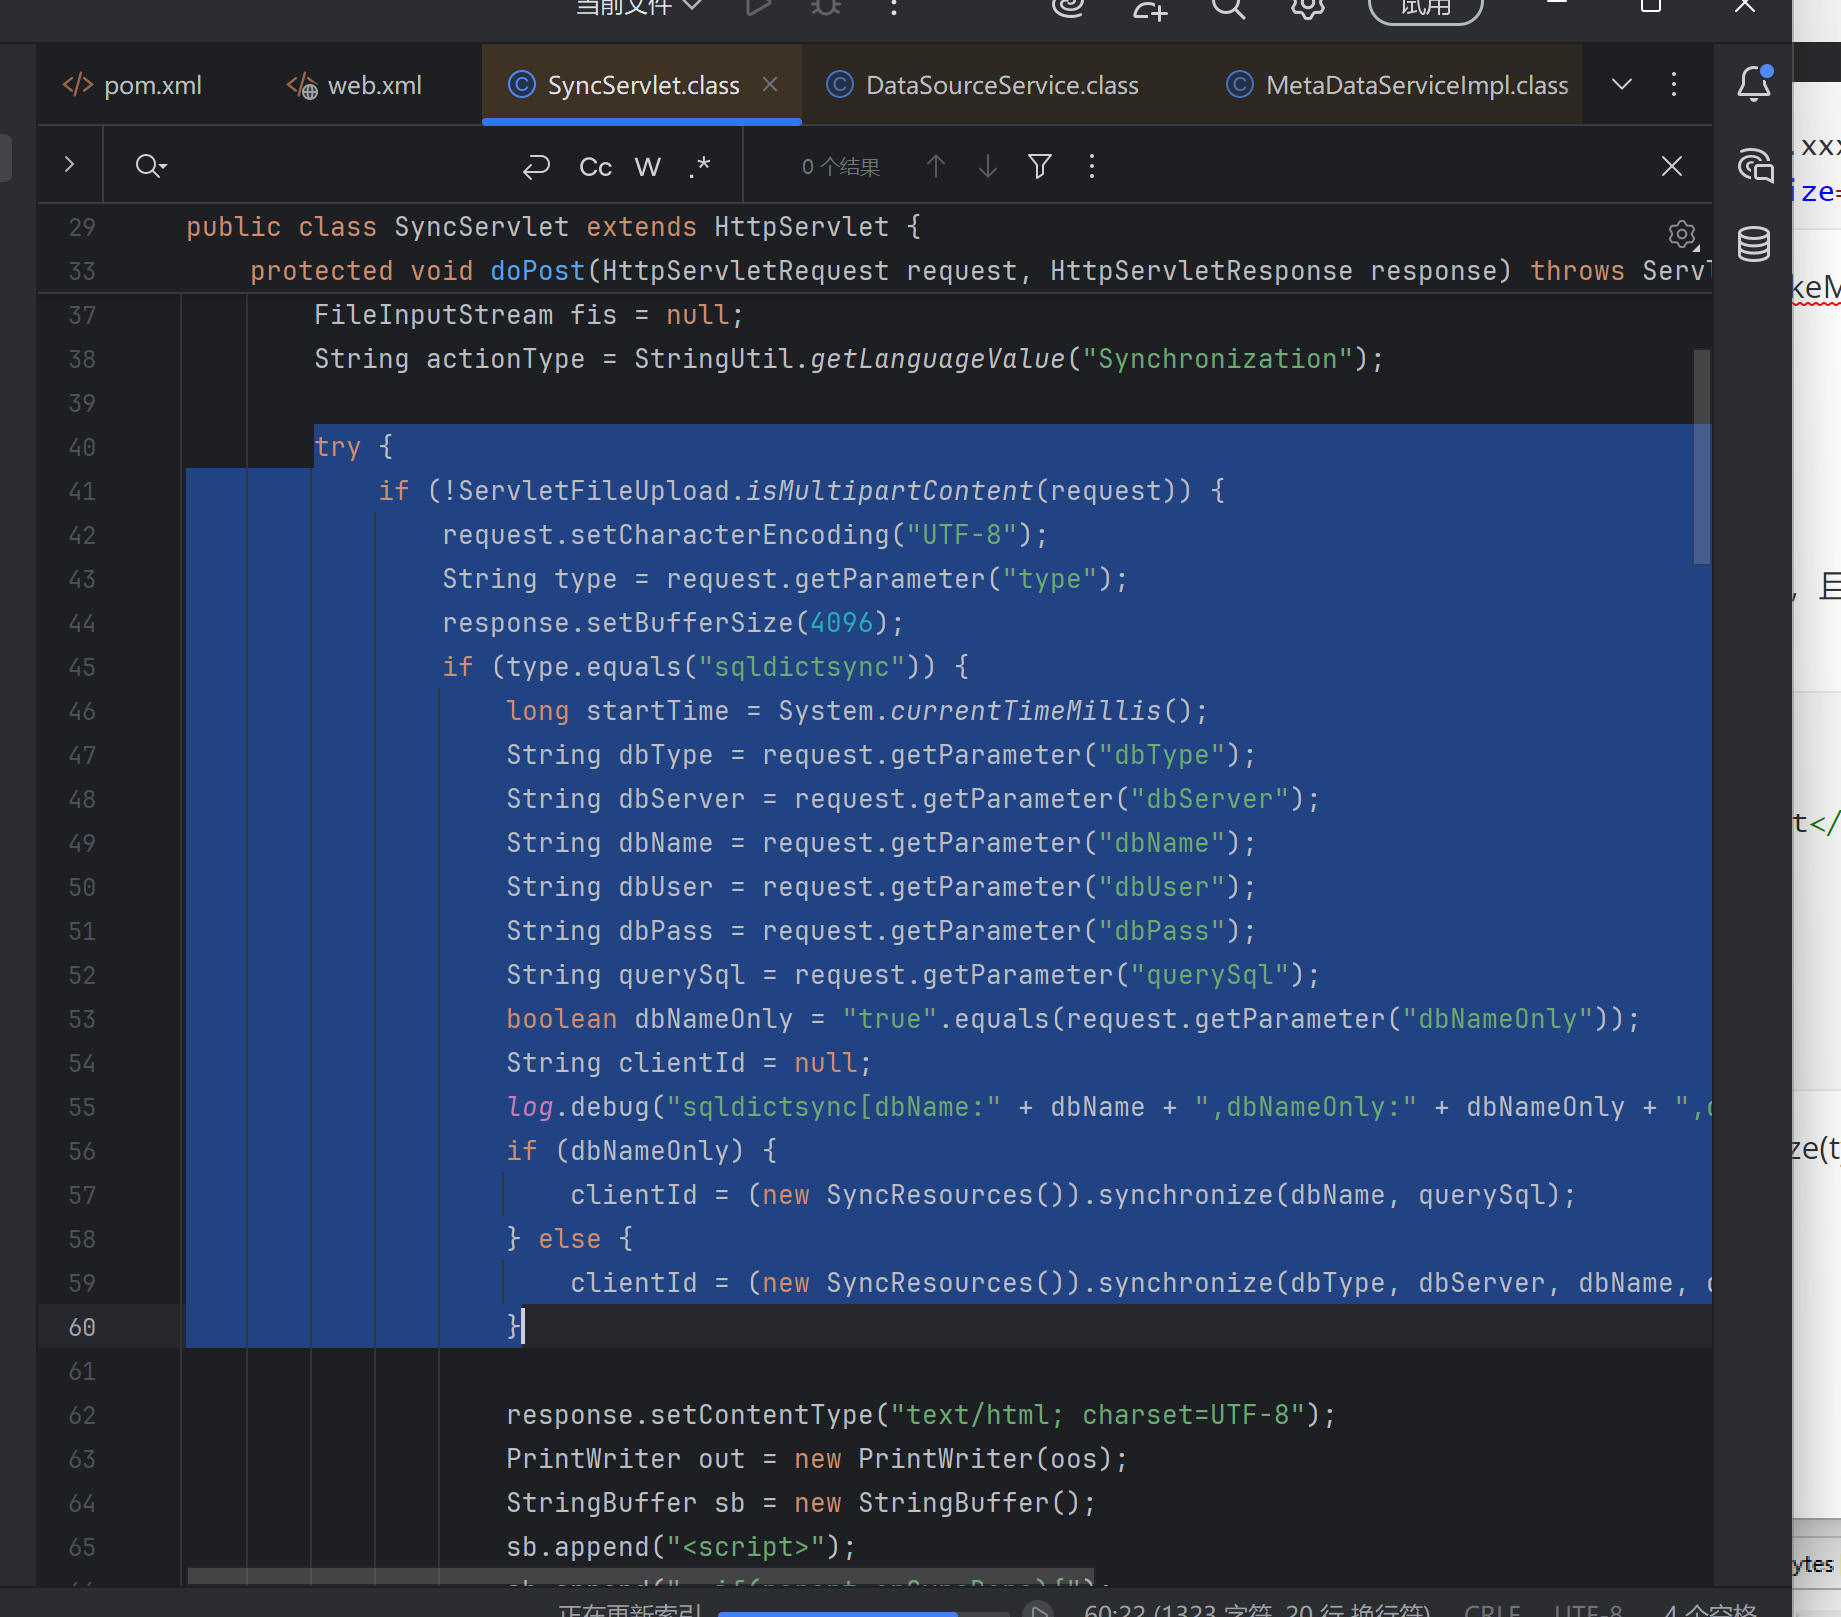 当前文件
试用
pom.xml web.xml SyncServlet.class DataSourceService.class MetaDataServiceImpl.class
Cc W .* 0 个结果
29 public class SyncServlet extends HttpServlet {
33 protected void doPost(HttpServletRequest request, HttpServletResponse response) throws Servl
37 FileInputStream fis = null;
38 String actionType = StringUtil.getLanguageValue("Synchronization");
39
40 try {
41 if (!ServletFileUpload.isMultipartContent(request)) {
42 request.setCharacterEncoding("UTF-8");
43 String type = request.getParameter("type");
44 response.setBufferSize(4096);
45 if (type.equals("sqldictsync")) {
46 long startTime = System.currentTimeMillis();
47 String dbType = request.getParameter("dbType");
48 String dbServer = request.getParameter("dbServer");
49 String dbName = request.getParameter("dbName");
50 String dbUser = request.getParameter("dbUser");
51 String dbPass = request.getParameter("dbPass");
52 String querySql = request.getParameter("querySql");
53 boolean dbNameOnly = "true".equals(request.getParameter("dbNameOnly"));
54 String clientId = null;
55 log.debug("sqldictsync[dbName:" + dbName + ",dbNameOnly:" + dbNameOnly + ",
56 if (dbNameOnly) {
57 clientId = (new SyncResources()).synchronize(dbName, querySql);
58 } else {
59 clientId = (new SyncResources()).synchronize(dbType, dbServer, dbName,
60 }
61
62 response.setContentType("text/html; charset=UTF-8");
63 PrintWriter out = new PrintWriter(oos);
64 StringBuffer sb = new StringBuffer();
65 sb.append("<script>");
正在更新索引 60:22 (1323 字符, 20 行 换行符) CRLF UTF-8 4 个空格
.xxx
ize=
keM
，且
t</
ze(t
ytes